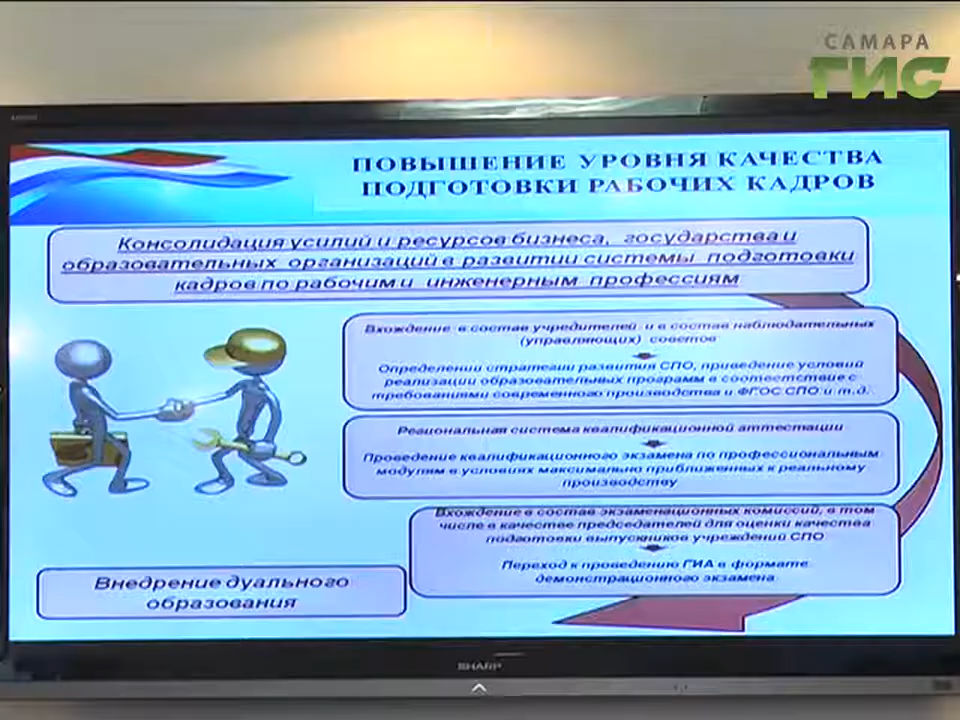 САМАРА
ГИС
ПОВЫШЕНИЕ УРОВНЯ КАЧЕСТВА
ПОДГОТОВКИ РАБОЧИХ КАДРОВ
Консолидация усилий и ресурсов бизнеса, государства и
образовательных организаций в развитии системы подготовки
кадров по рабочим и инженерным профессиям
Вхождение в состав учредителей и в состав наблюдательных
(управляющих) советов
Определении стратегии развития СПО, приведение условий
реализации образовательных программ в соответствие с
требованиями современного производства и ФГОС СПО и т.д.
Региональная система квалификационной аттестации
Проведение квалификационного экзамена по профессиональным
модулям в условиях максимально приближенных к реальному
производству
Вхождение в состав экзаменационных комиссий, в том
числе в качестве председателей для оценки качества
подготовки выпускников учреждений СПО
Переход к проведению ГИА в формате
демонстрационного экзамена
Внедрение дуального
образования
SHARP